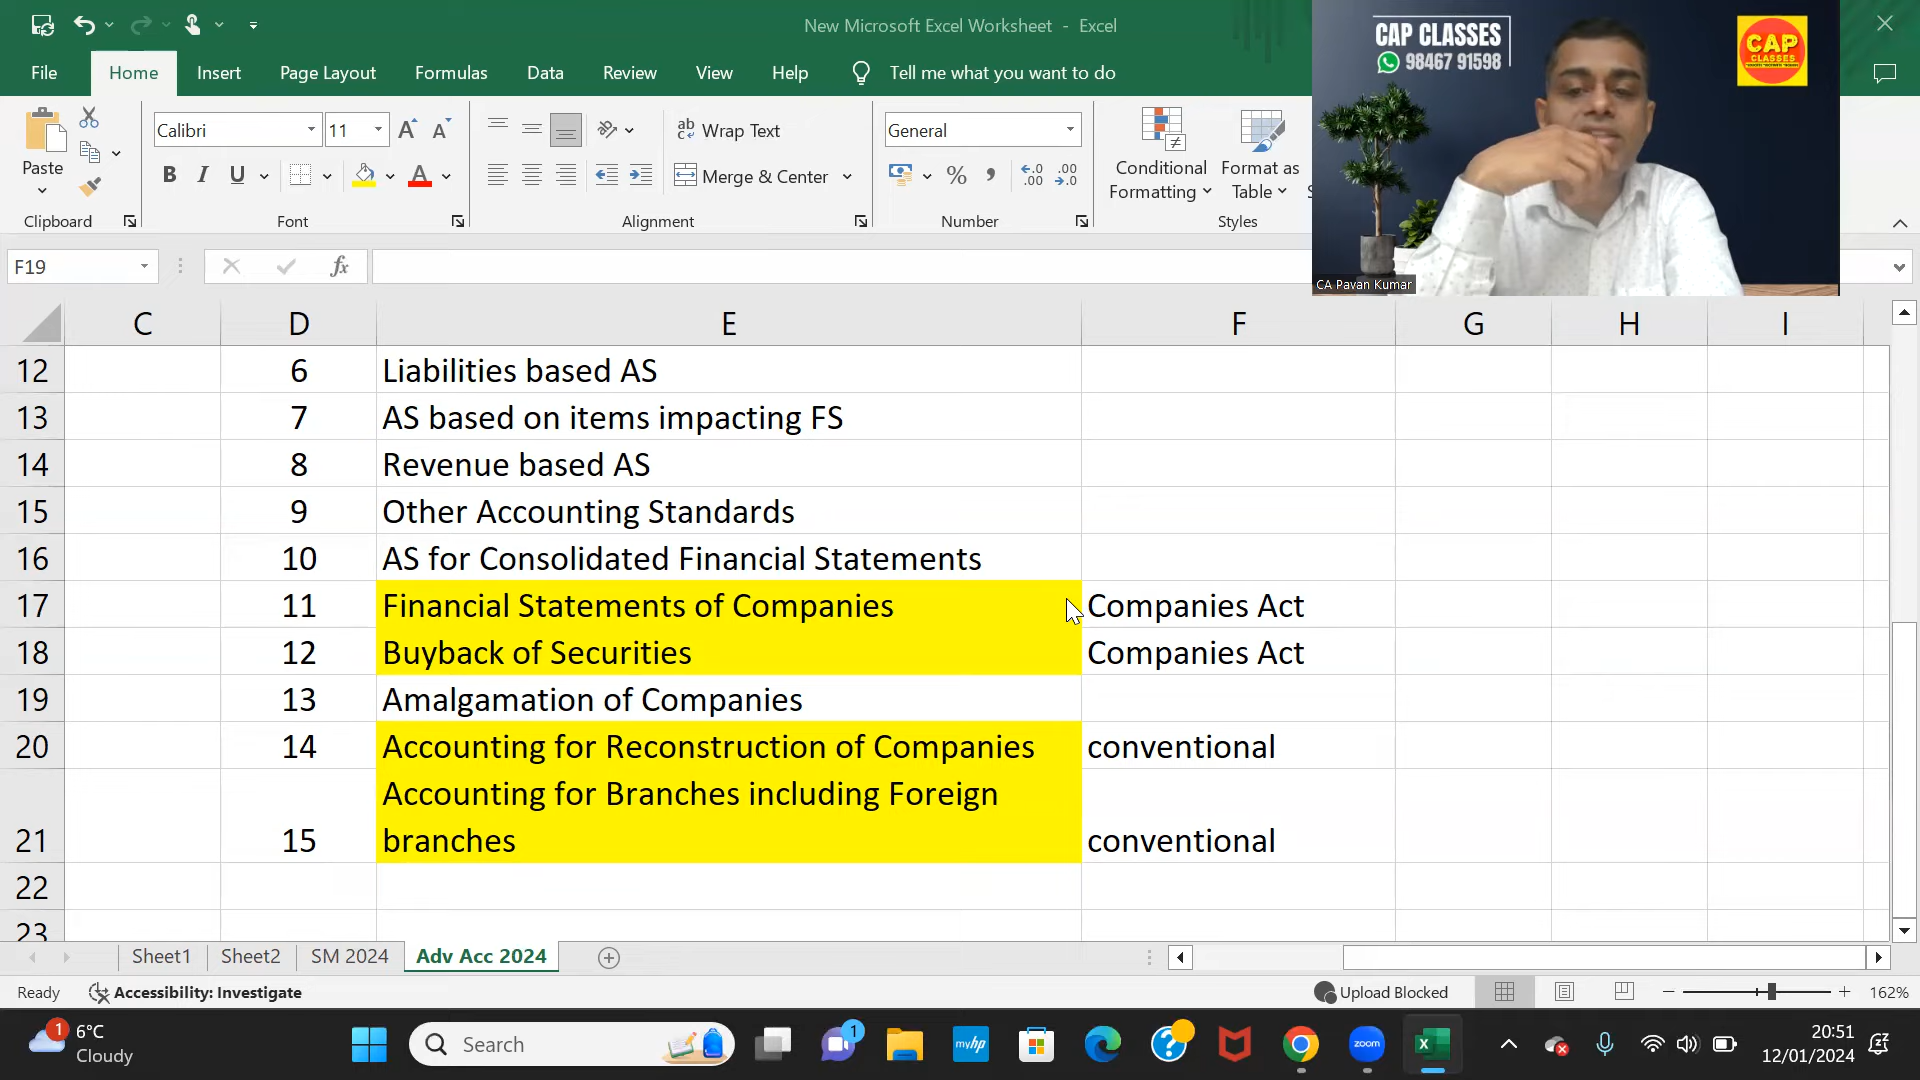 New Microsoft Excel Worksheet - Excel
File Home Insert Page Layout Formulas Data Review View Help Tell me what you want to do
CAP CLASSES
98467 91598
CAP
CLASSES
CA Pavan Kumar
Paste
Calibri 11
B I U
ab Wrap Text
Merge & Center
General
Conditional Formatting
Format as Table
Clipboard Font Alignment Number Styles
F19 fx
C D E F G H I
12 6 Liabilities based AS
13 7 AS based on items impacting FS
14 8 Revenue based AS
15 9 Other Accounting Standards
16 10 AS for Consolidated Financial Statements
17 11 Financial Statements of Companies Companies Act
18 12 Buyback of Securities Companies Act
19 13 Amalgamation of Companies
20 14 Accounting for Reconstruction of Companies conventional
Accounting for Branches including Foreign
21 15 branches conventional
22
23
Sheet1 Sheet2 SM 2024 Adv Acc 2024
Ready Accessibility: Investigate Upload Blocked 162%
1 6°C
Cloudy
Search
1
myhp
zoom
20:51
12/01/2024